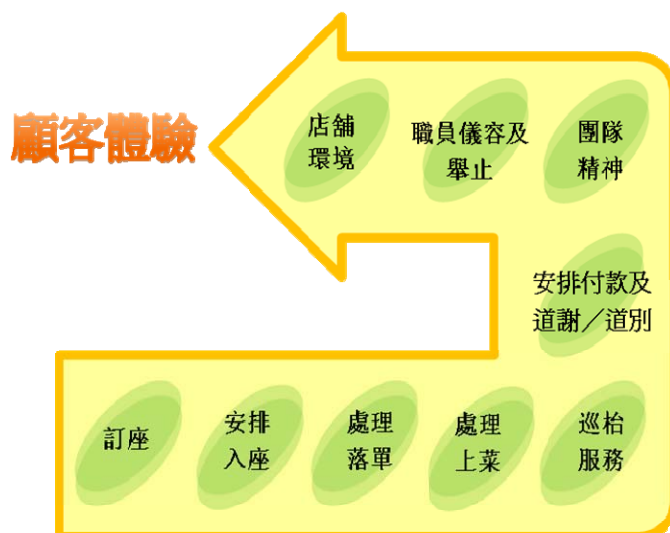 顧客體驗
店舖
環境
職員儀容及
舉止
團隊
精神
安排付款及
道謝／道別
訂座
安排
入座
處理
落單
處理
上菜
巡枱
服務